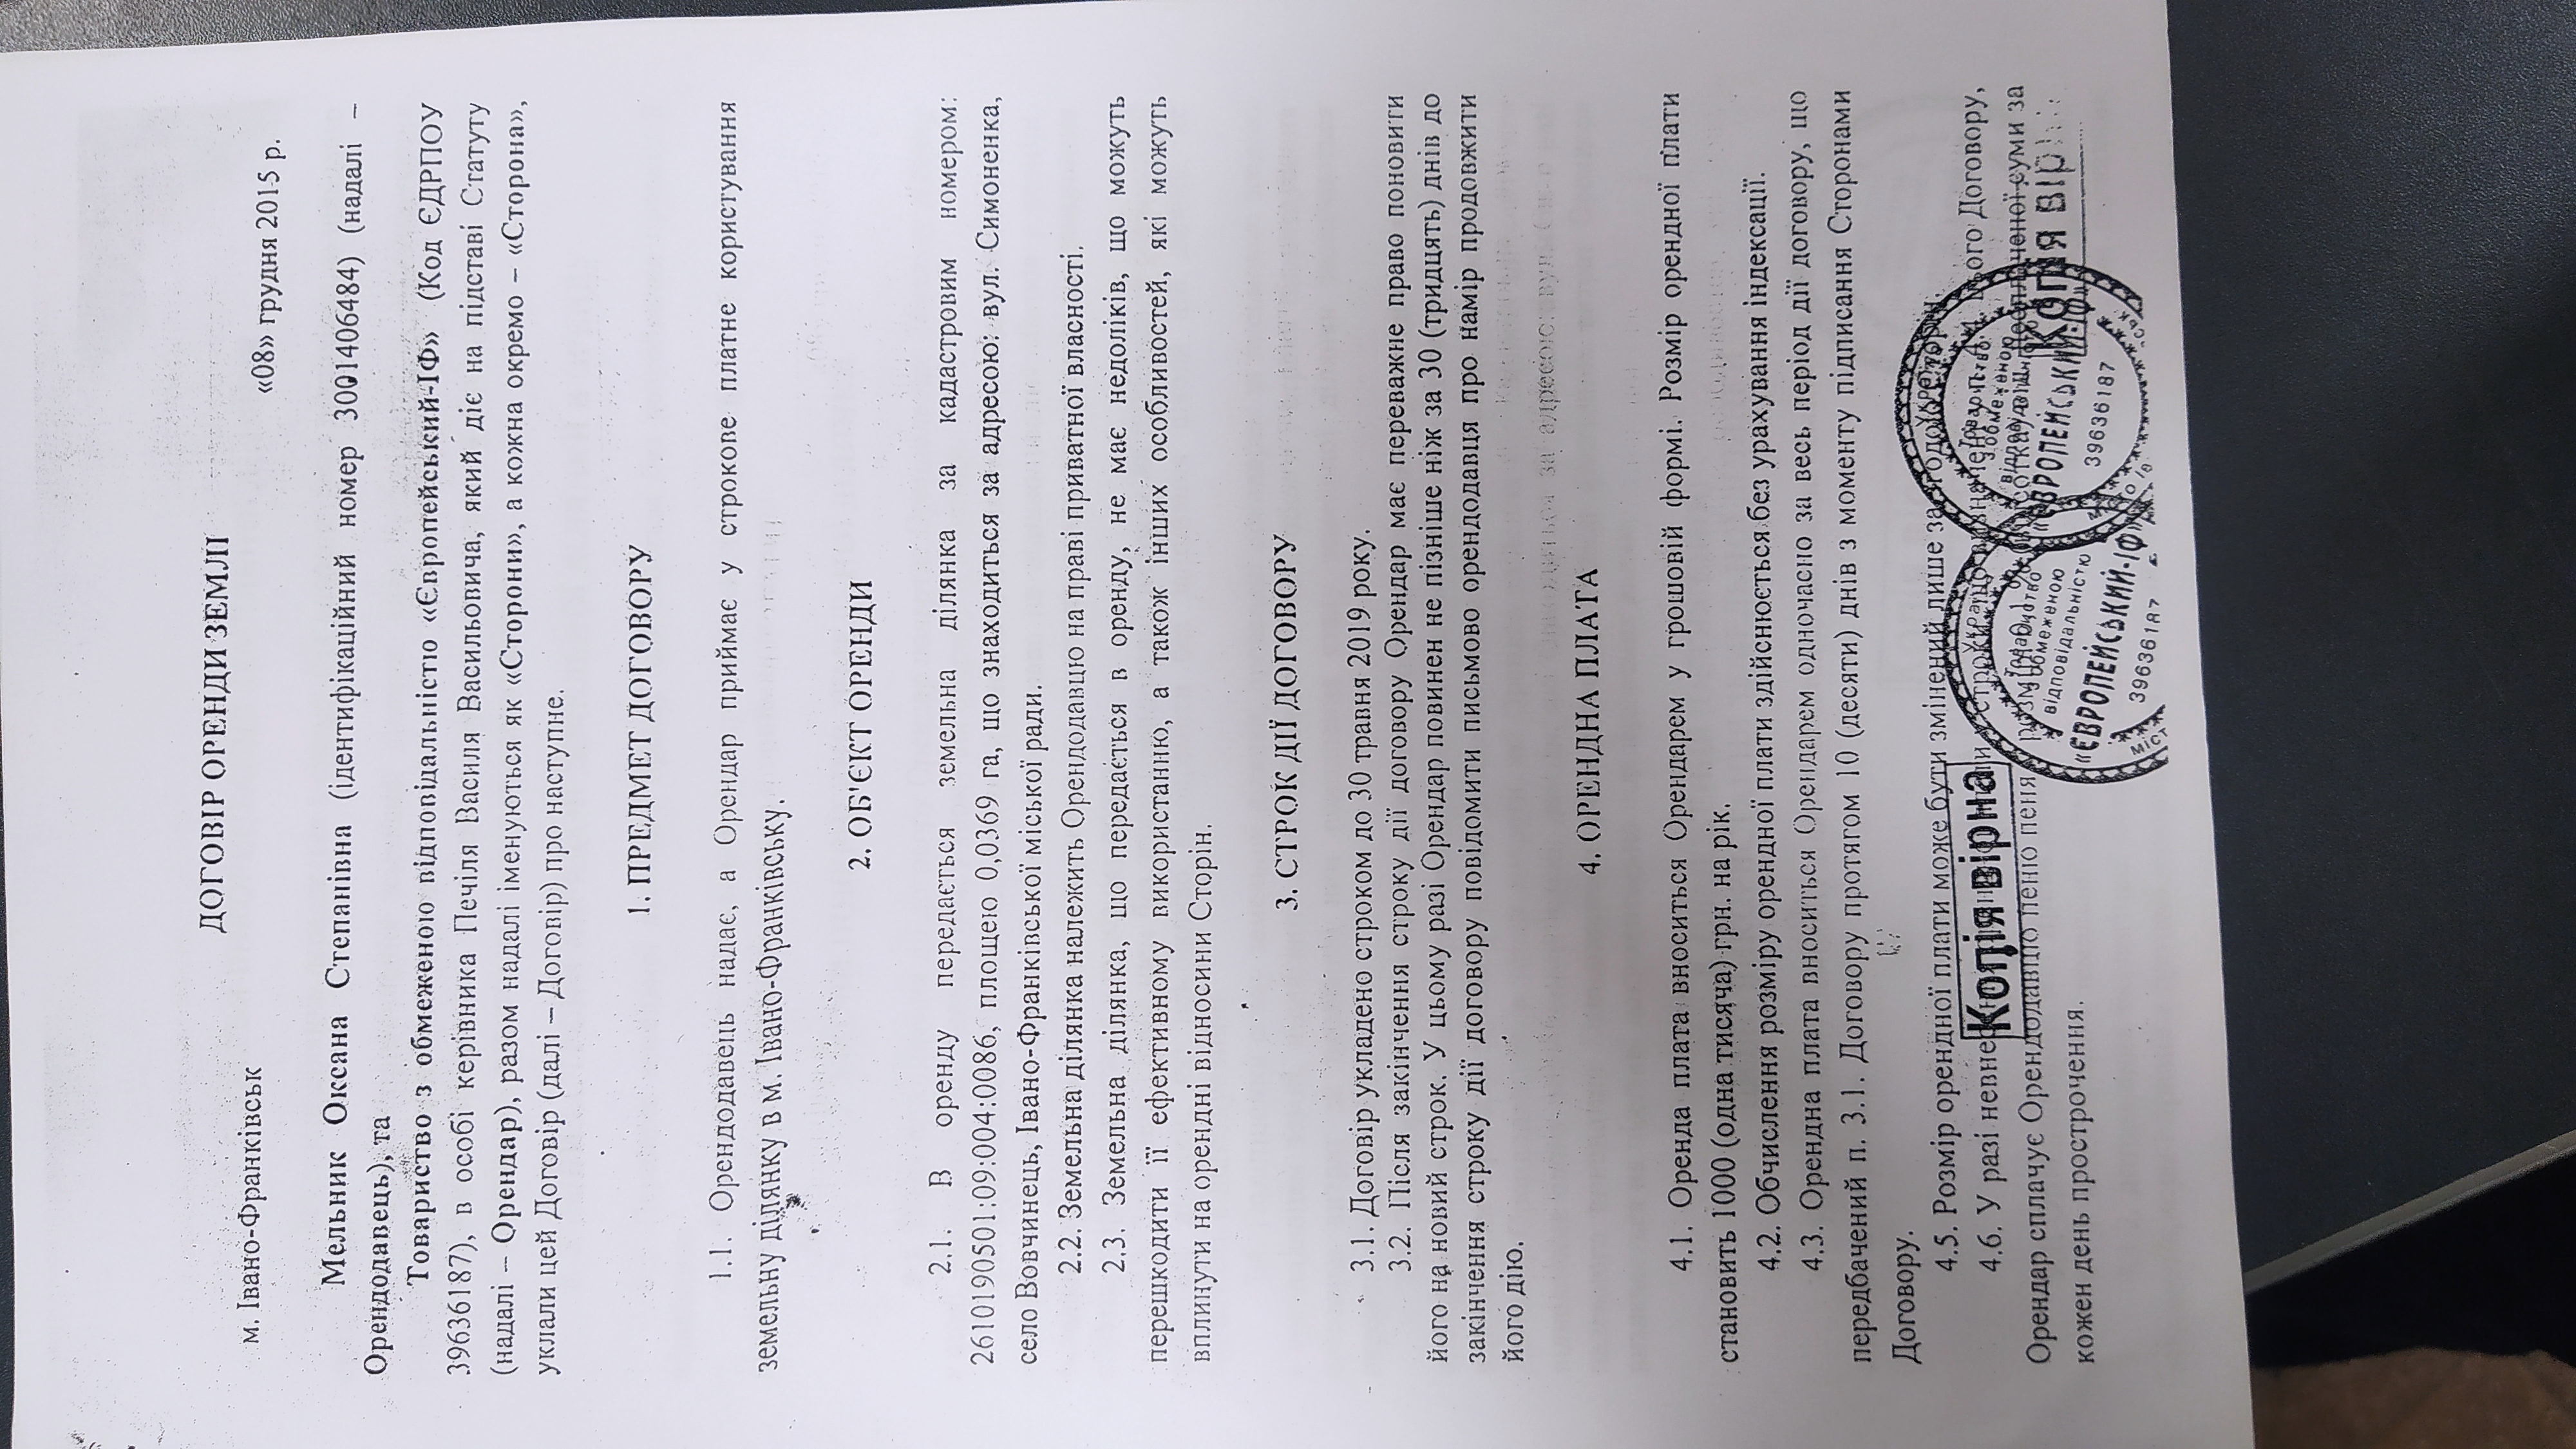 ДОГОВІР ОРЕНДИ ЗЕМЛІ
м. Івано-Франківськ
«08» грудня 2015 р.
Мельник Оксана Степанівна (ідентифікаційний номер 3001406484) (надалі –
Орендодавець), та
Товариство з обмеженою відповідальністю «Європейський-ІФ» (Код ЄДРПОУ
39636187), в особі керівника Печіля Василя Васильовича, який діє на підставі Статуту
(надалі – Орендар), разом надалі іменуються як «Сторони», а кожна окремо – «Сторона»,
уклали цей Договір (далі – Договір) про наступне.
1. ПРЕДМЕТ ДОГОВОРУ
1.1. Орендодавець надає, а Орендар приймає у строкове платне користування
земельну ділянку в м. Івано-Франківську.
2. ОБ'ЄКТ ОРЕНДИ
2.1. В оренду передається земельна ділянка за кадастровим номером:
2610190501:09:004:0086, площею 0,0369 га, що знаходиться за адресою: вул. Симоненка,
село Вовчинець, Івано-Франківської міської ради.
2.2. Земельна ділянка належить Орендодавцю на праві приватної власності.
2.3. Земельна ділянка, що передається в оренду, не має недоліків, що можуть
перешкодити її ефективному використанню, а також інших особливостей, які можуть
вплинути на орендні відносини Сторін.
3. СТРОК ДІЇ ДОГОВОРУ
3.1. Договір укладено строком до 30 травня 2019 року.
3.2. Після закінчення строку дії договору Орендар має переважне право поновити
його на новий строк. У цьому разі Орендар повинен не пізніше ніж за 30 (тридцять) днів до
закінчення строку дії договору повідомити письмово орендодавця про намір продовжити
його дію.
за адресою: вул.
4. ОРЕНДНА ПЛАТА
4.1. Оренда плата вноситься Орендарем у грошовій формі. Розмір орендної плати
становить 1000 (одна тисяча) грн. на рік.
4.2. Обчислення розміру орендної плати здійснюється без урахування індексації.
4.3. Орендна плата вноситься Орендарем одночасно за весь період дії договору, що
передбачений п. 3.1. Договору протягом 10 (десяти) днів з моменту підписання Сторонами
Договору.
4.5. Розмір орендної плати може бути змінений лише за згодою Сторін.
4.6. У разі у строки, що визначені п. 4.4. цього Договору,
Орендар сплачує Орендодавцю пеню пеня у розмірі 0,1 від несплаченої суми за
кожен день прострочення.
Копія вірна
Україна
Товариство
з обмеженою
відповідальністю
«ЄВРОПЕЙСЬКИЙ-ІФ»
39636187
Україна
Товариство
з обмеженою
відповідальністю
«ЄВРОПЕЙСЬКИЙ-ІФ»
39636187
Копія вірна